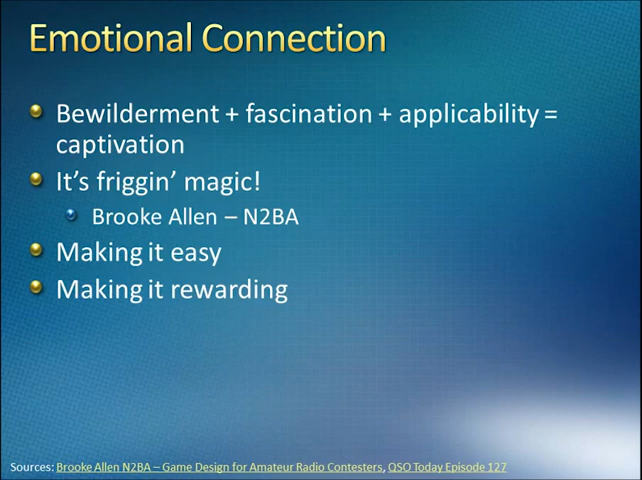 Emotional Connection
Bewilderment + fascination + applicability =
captivation
It's friggin' magic!
Brooke Allen – N2BA
Making it easy
Making it rewarding
Sources: Brooke Allen N2BA – Game Design for Amateur Radio Contesters, QSO Today Episode 127